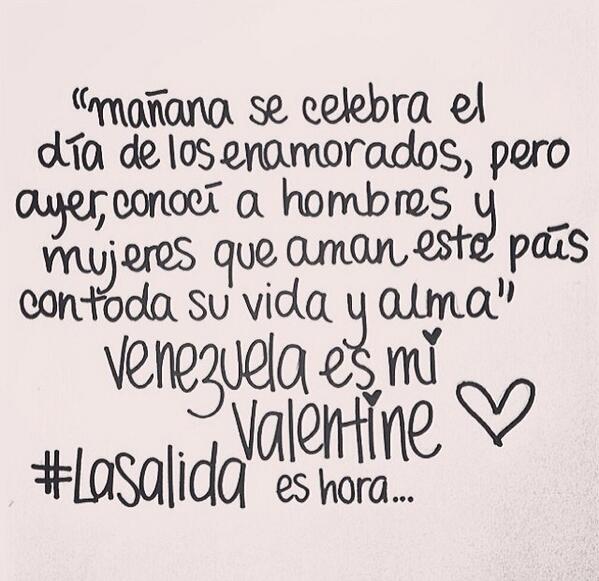 “mañana se celebra el
día de los enamorados, pero
ayer, conocí a hombres y
mujeres que aman este país
con toda su vida y alma”
Venezuela es mi
Valentine
#LaSalida es hora...